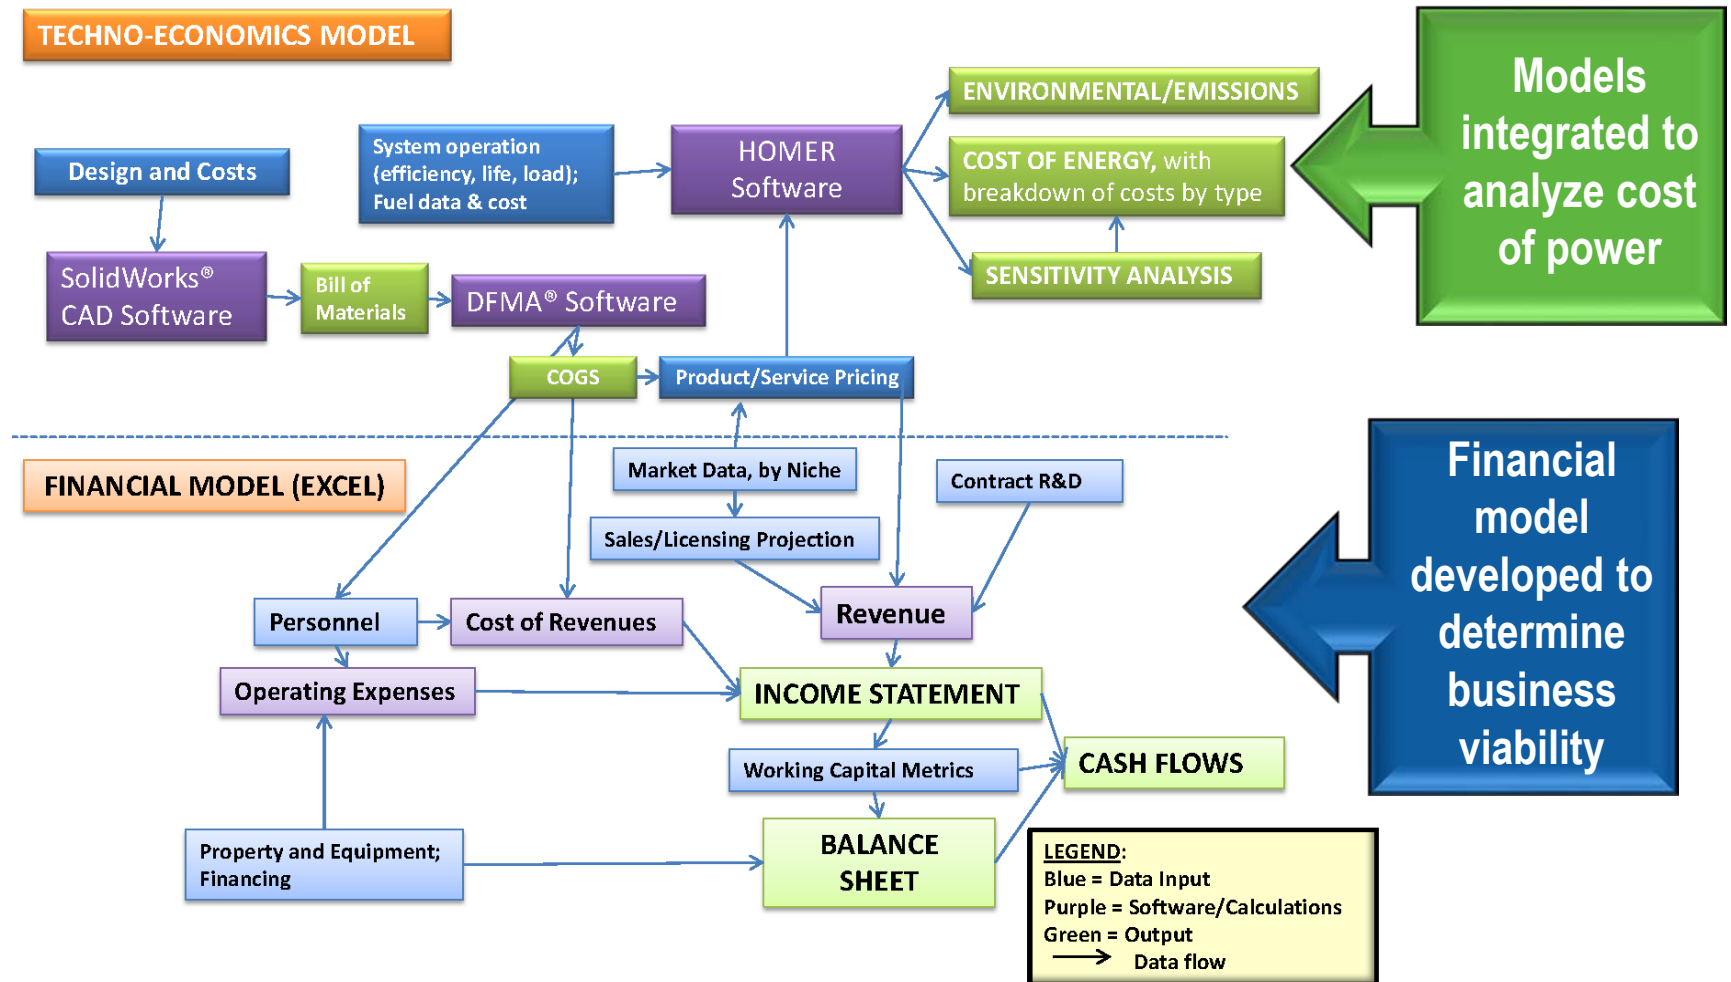 TECHNO-ECONOMICS MODEL
Models
integrated to
analyze cost
of power
ENVIRONMENTAL/EMISSIONS
System operation
(efficiency, life, load);
Fuel data & cost
HOMER
Software
COST OF ENERGY, with
breakdown of costs by type
Design and Costs
SENSITIVITY ANALYSIS
SolidWorks®
CAD Software
Bill of
Materials
DFMA® Software
COGS
Product/Service Pricing
FINANCIAL MODEL (EXCEL)
Market Data, by Niche
Contract R&D
Sales/Licensing Projection
Financial
model
developed to
determine
business
viability
Personnel
Cost of Revenues
Revenue
Operating Expenses
INCOME STATEMENT
Working Capital Metrics
CASH FLOWS
Property and Equipment;
Financing
BALANCE
SHEET
LEGEND:
Blue = Data Input
Purple = Software/Calculations
Green = Output
Data flow